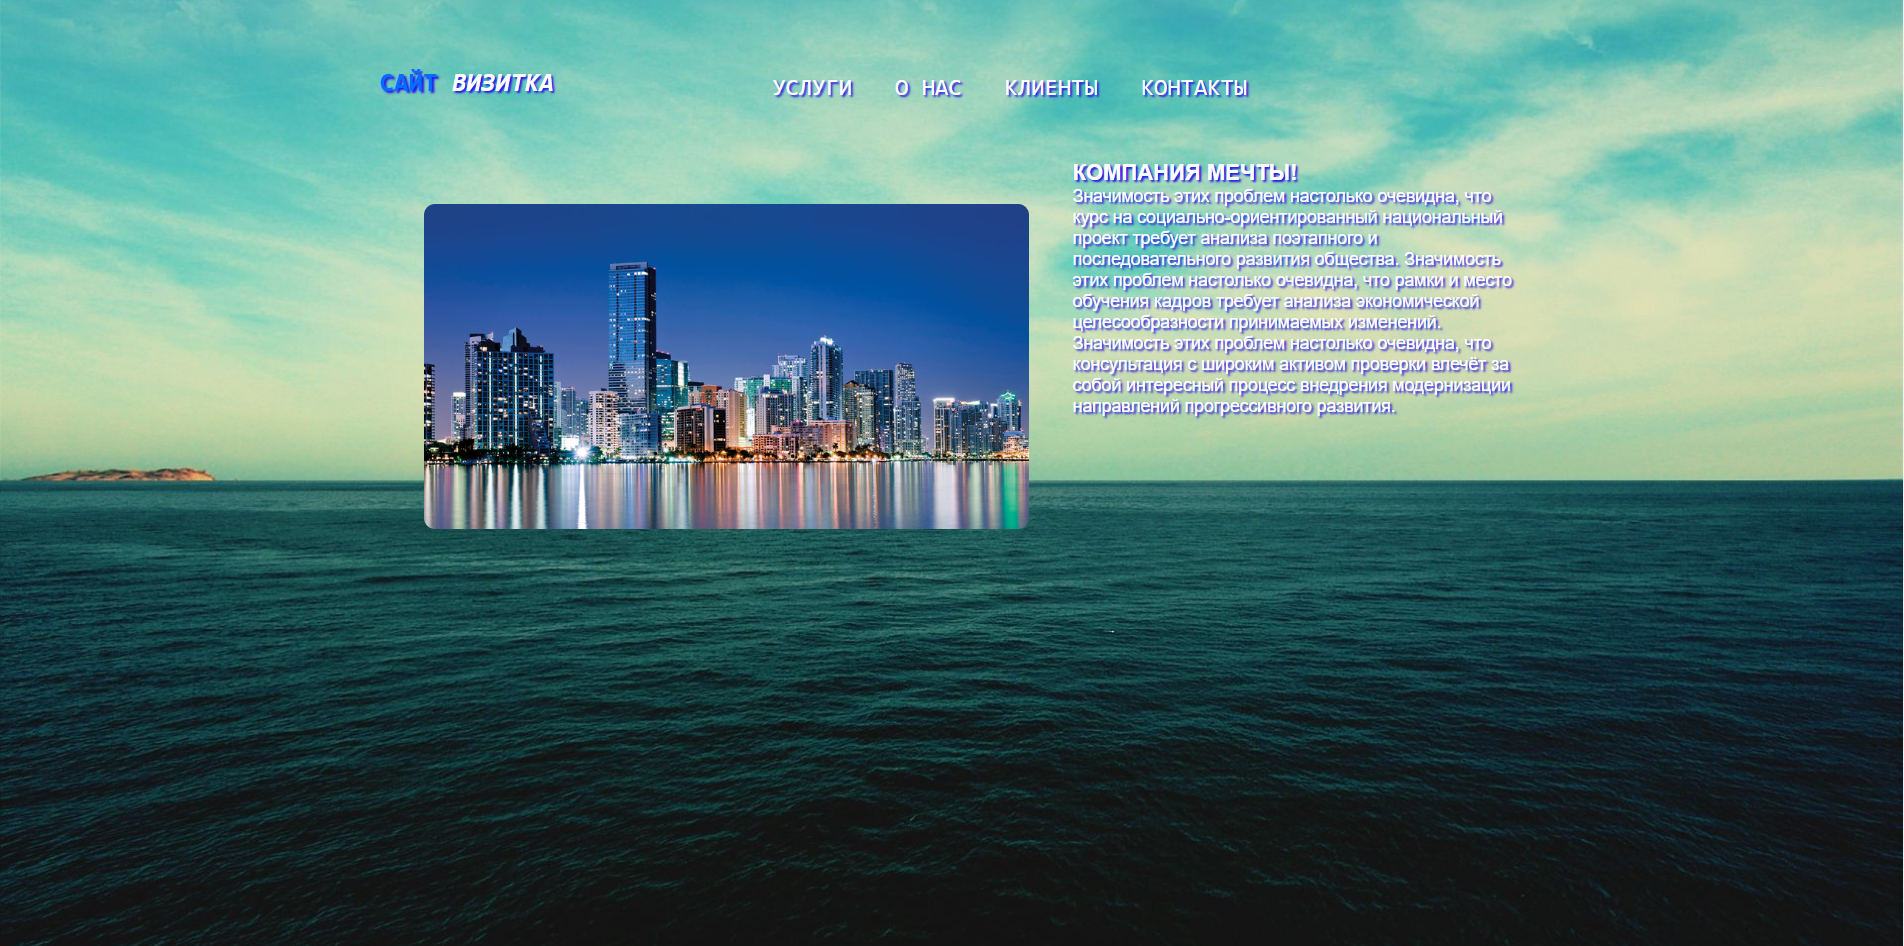 САЙТ ВИЗИТКА
УСЛУГИ О НАС КЛИЕНТЫ КОНТАКТЫ
КОМПАНИЯ МЕЧТЫ!
Значимость этих проблем настолько очевидна, что
курс на социально-ориентированный национальный
проект требует анализа поэтапного и
последовательного развития общества. Значимость
этих проблем настолько очевидна, что рамки и место
обучения кадров требует анализа экономической
целесообразности принимаемых изменений.
Значимость этих проблем настолько очевидна, что
консультация с широким активом проверки влечёт за
собой интересный процесс внедрения модернизации
направлений прогрессивного развития.